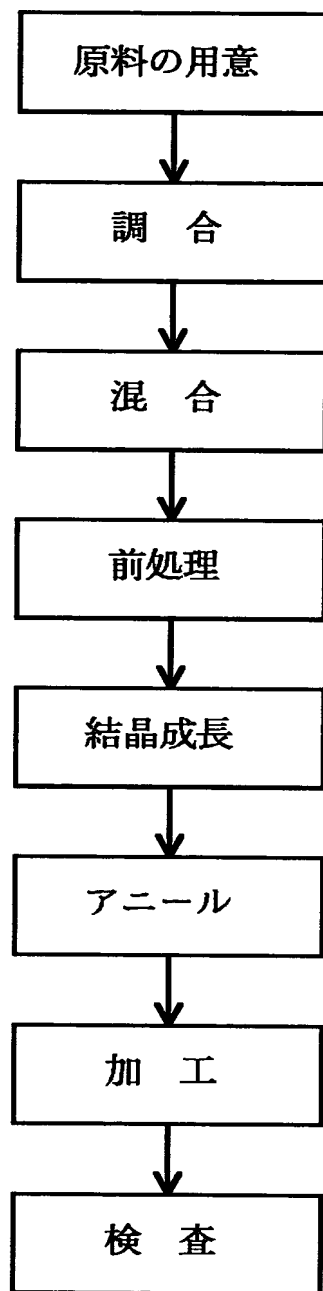 原料の用意
調　合
混　合
前処理
結晶成長
アニール
加　工
検　査